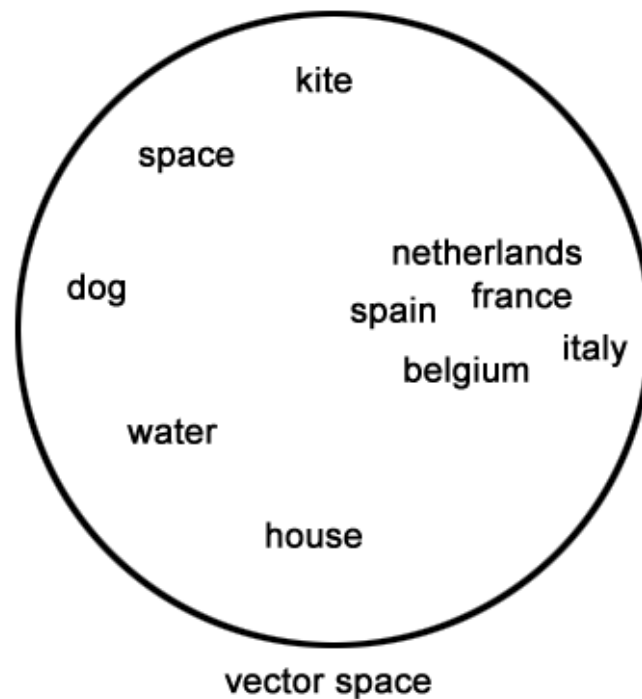 kite
space
netherlands
dog
france
spain
italy
belgium
water
house
vector space